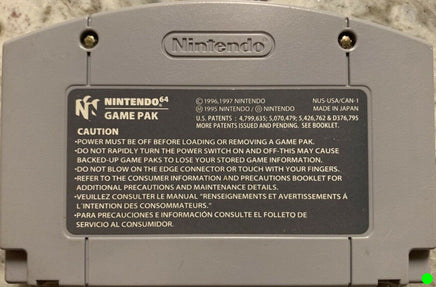 Nintendo
NINTENDO64
GAME PAK
©1996,1997 NINTENDO
Ⓜ 1995 NINTENDO / Ⓓ NINTENDO
NUS-USA/CAN-1
MADE IN JAPAN
U.S. PATENTS : 4,799,635; 5,070,479; 5,426,762 & D376,795
MORE PATENTS ISSUED AND PENDING. SEE BOOKLET.
CAUTION
•POWER MUST BE OFF BEFORE LOADING OR REMOVING A GAME PAK.
•DO NOT RAPIDLY TURN THE POWER SWITCH ON AND OFF-THIS MAY CAUSE
BACKED-UP GAME PAKS TO LOSE YOUR STORED GAME INFORMATION.
•DO NOT BLOW ON THE EDGE CONNECTOR OR TOUCH WITH YOUR FINGERS.
•REFER TO THE CONSUMER INFORMATION AND PRECAUTIONS BOOKLET FOR
ADDITIONAL PRECAUTIONS AND MAINTENANCE DETAILS.
•VEUILLEZ CONSULTER LE MANUEL "RENSEIGNEMENTS ET AVERTISSEMENTS À
L'INTENTION DES CONSOMMATEURS."
•PARA PRECAUCIONES E INFORMACIÓN CONSULTE EL FOLLETO DE
SERVICIO AL CONSUMIDOR.